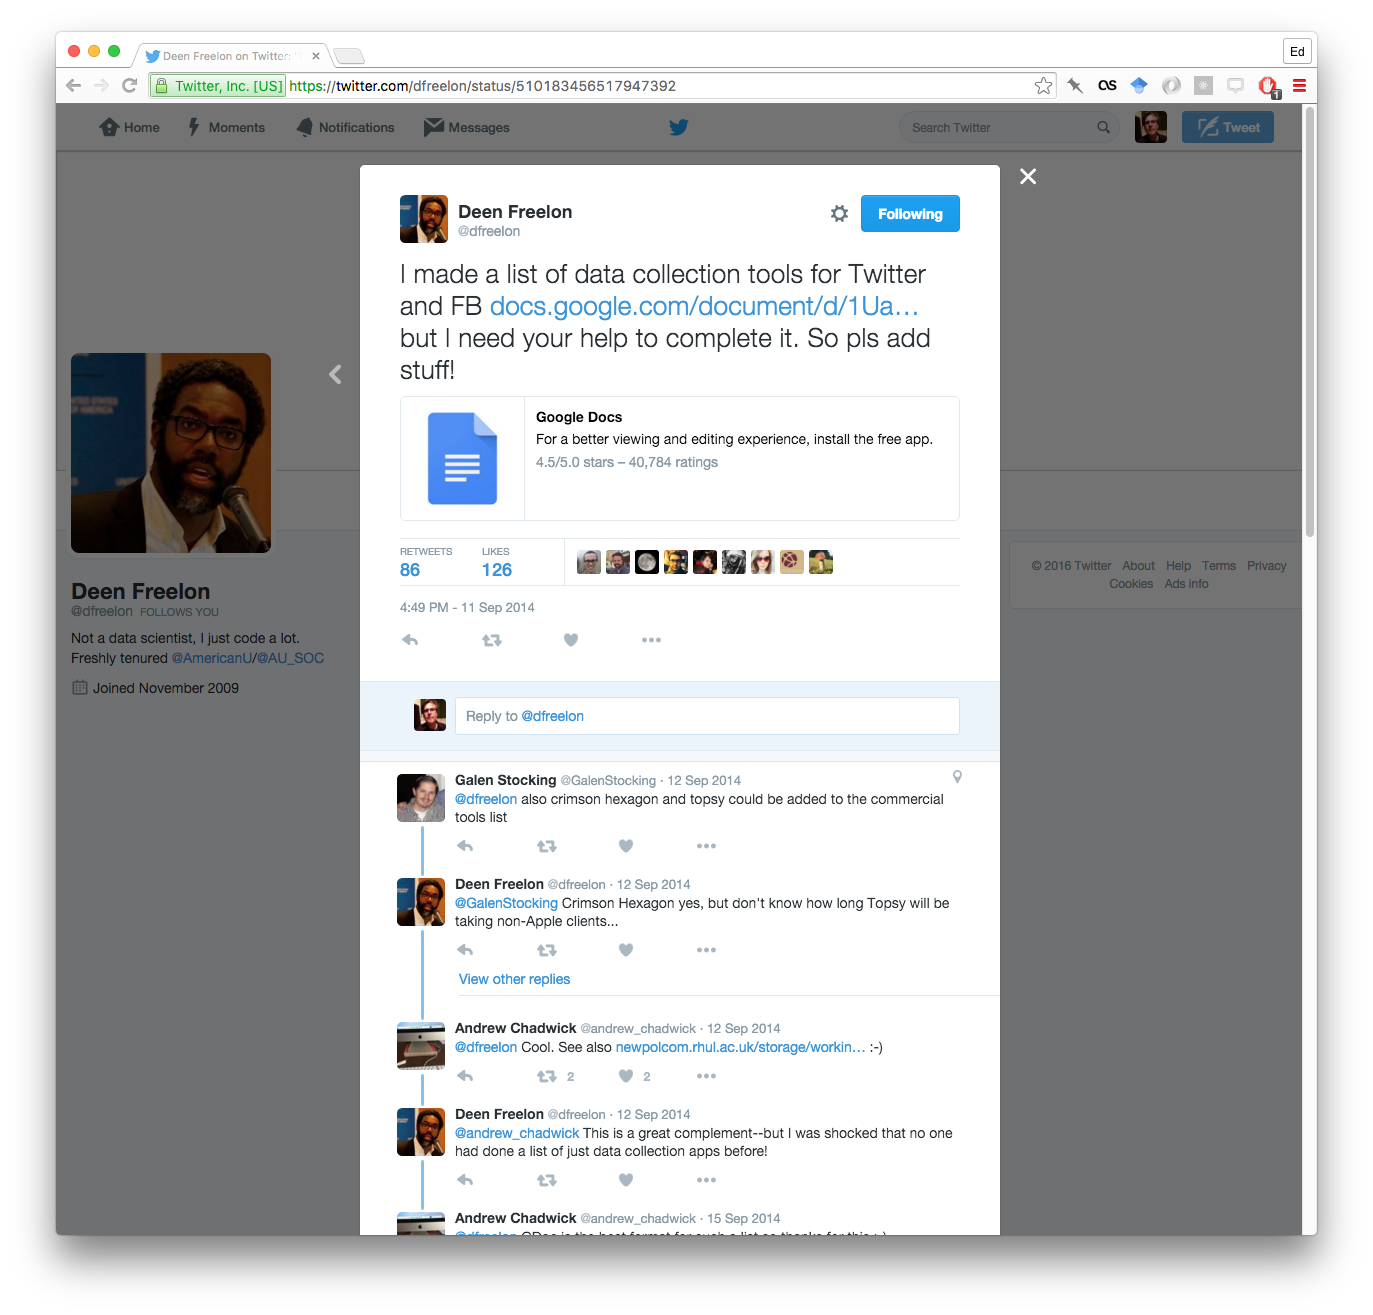 Deen Freelon on Twitter:
Ed
Twitter, Inc. [US] https://twitter.com/dfreelon/status/510183456517947392
1
Home Moments Notifications Messages
Search Twitter
Tweet
Deen Freelon
@dfreelon
Following
I made a list of data collection tools for Twitter
and FB docs.google.com/document/d/1Ua…
but I need your help to complete it. So pls add
stuff!
Google Docs
For a better viewing and editing experience, install the free app.
4.5/5.0 stars – 40,784 ratings
RETWEETS LIKES
86 126
4:49 PM - 11 Sep 2014
UNITED STATES
OF AMERICA
Deen Freelon
@dfreelon FOLLOWS YOU
Not a data scientist, I just code a lot.
Freshly tenured @AmericanU/@AU_SOC
Joined November 2009
© 2016 Twitter About Help Terms Privacy
Cookies Ads info
Reply to @dfreelon
Galen Stocking @GalenStocking · 12 Sep 2014
@dfreelon also crimson hexagon and topsy could be added to the commercial
tools list
Deen Freelon @dfreelon · 12 Sep 2014
@GalenStocking Crimson Hexagon yes, but don't know how long Topsy will be
taking non-Apple clients...
View other replies
Andrew Chadwick @andrew_chadwick · 12 Sep 2014
@dfreelon Cool. See also newpolcom.rhul.ac.uk/storage/workin… :-)
2 2
Deen Freelon @dfreelon · 12 Sep 2014
@andrew_chadwick This is a great complement--but I was shocked that no one
had done a list of just data collection apps before!
Andrew Chadwick @andrew_chadwick · 15 Sep 2014